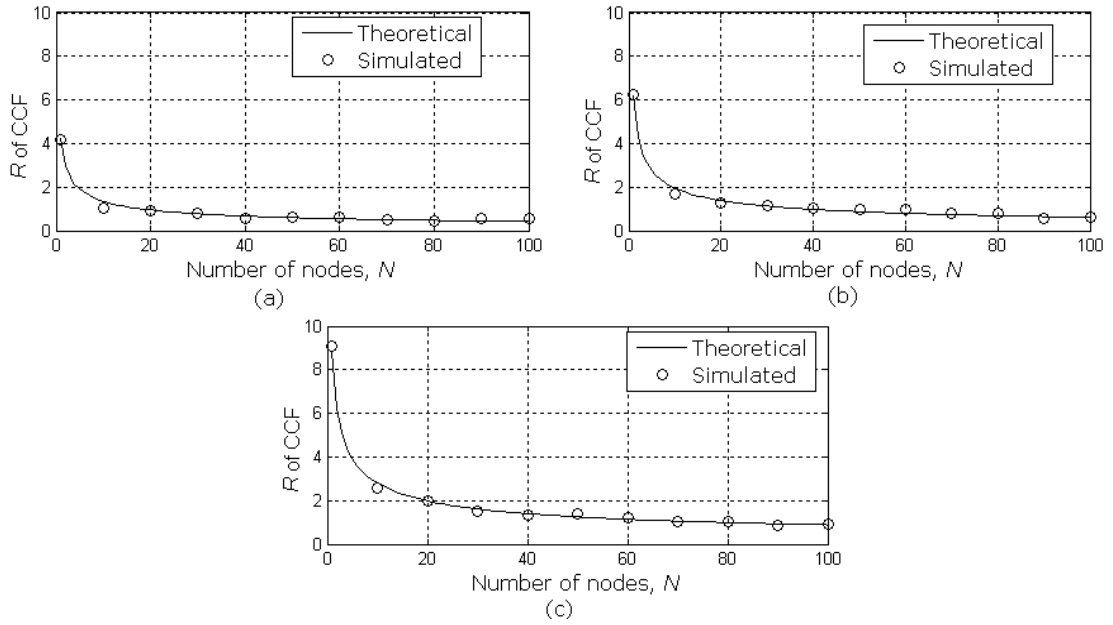 10
8
6
4
2
0
R of CCF
Theoretical
Simulated
0
20
40
60
80
100
Number of nodes, N
(a)
10
8
6
4
2
0
R of CCF
Theoretical
Simulated
0
20
40
60
80
100
Number of nodes, N
(b)
10
8
6
4
2
0
R of CCF
Theoretical
Simulated
0
20
40
60
80
100
Number of nodes, N
(c)